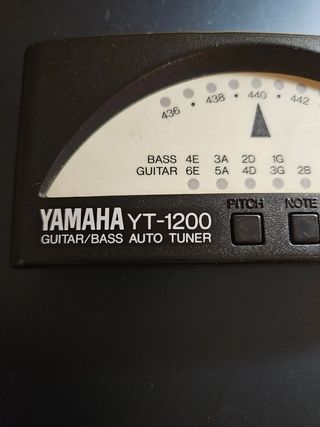 436 • 438 • 440 • 442
BASS 4E 3A 2D 1G
GUITAR 6E 5A 4D 3G 2B
PITCH NOTE
YAMAHA YT-1200
GUITAR/BASS AUTO TUNER